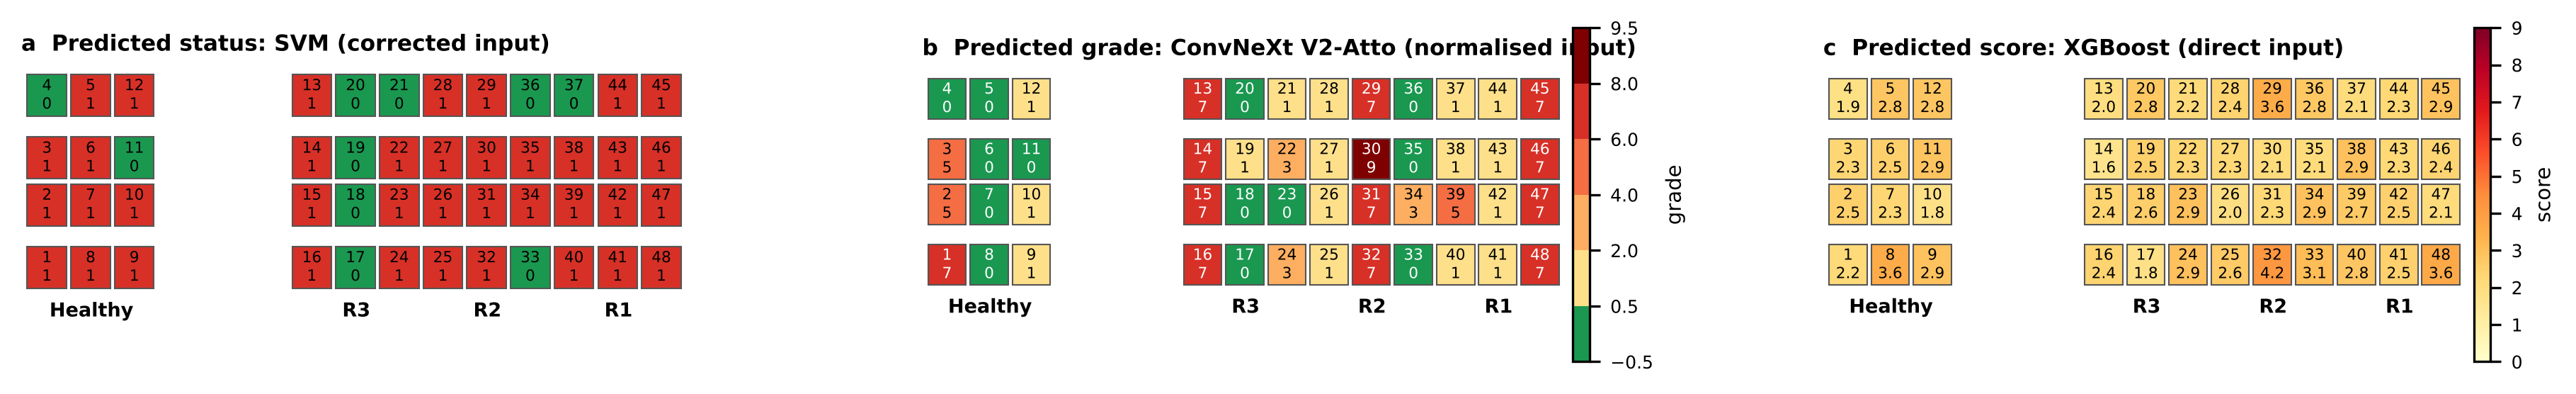 a Predicted status: SVM (corrected input)
4 5 12 13 20 21 28 29 36 37 44 45
0 1 1 1 0 0 1 1 0 0 1 1
3 6 11 14 19 22 27 30 35 38 43 46
1 1 0 1 0 1 1 1 1 1 1 1
2 7 10 15 18 23 26 31 34 39 42 47
1 1 1 1 0 1 1 1 1 1 1 1
1 8 9 16 17 24 25 32 33 40 41 48
1 1 1 1 0 1 1 1 0 1 1 1
Healthy R3 R2 R1
b Predicted grade: ConvNeXt V2-Atto (normalised input)
4 5 12 13 20 21 28 29 36 37 44 45
0 0 1 7 0 1 1 7 0 1 1 7
3 6 11 14 19 22 27 30 35 38 43 46
5 0 0 7 1 3 1 9 0 1 1 7
2 7 10 15 18 23 26 31 34 39 42 47
5 0 1 7 0 0 1 7 3 5 1 7
1 8 9 16 17 24 25 32 33 40 41 48
7 0 1 7 0 3 1 7 0 1 1 7
Healthy R3 R2 R1
9.5
8.0
6.0
4.0
2.0
0.5
−0.5
grade
c Predicted score: XGBoost (direct input)
4 5 12 13 20 21 28 29 36 37 44 45
1.9 2.8 2.8 2.0 2.8 2.2 2.4 3.6 2.8 2.1 2.3 2.9
3 6 11 14 19 22 27 30 35 38 43 46
2.3 2.5 2.9 1.6 2.5 2.3 2.3 2.1 2.1 2.9 2.3 2.4
2 7 10 15 18 23 26 31 34 39 42 47
2.5 2.3 1.8 2.4 2.6 2.9 2.0 2.3 2.9 2.7 2.5 2.1
1 8 9 16 17 24 25 32 33 40 41 48
2.2 3.6 2.9 2.4 1.8 2.9 2.6 4.2 3.1 2.8 2.5 3.6
Healthy R3 R2 R1
9
8
7
6
5
4
3
2
1
0
score